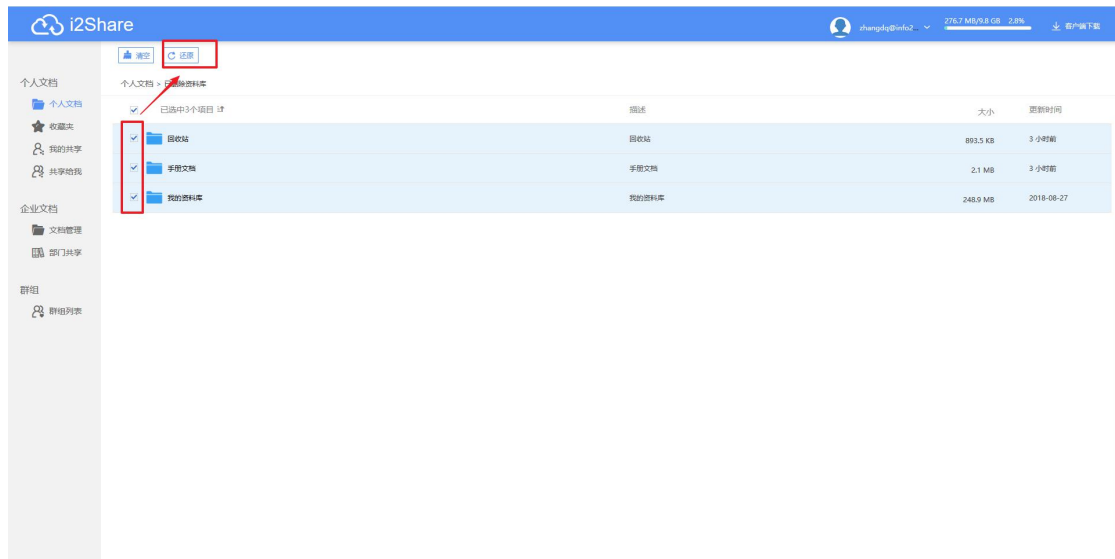 i2Share
zhangdq@info2... 276.7 MB/9.8 GB 2.8% 客户端下载
清空 还原
个人文档 > 已删除资料库
已选中3个项目 描述 大小 更新时间
回收站 回收站 893.5 KB 3 小时前
手册文档 手册文档 2.1 MB 3 小时前
我的资料库 我的资料库 248.9 MB 2018-08-27
个人文档
个人文档
收藏夹
我的共享
共享给我
企业文档
文档管理
部门共享
群组
群组列表